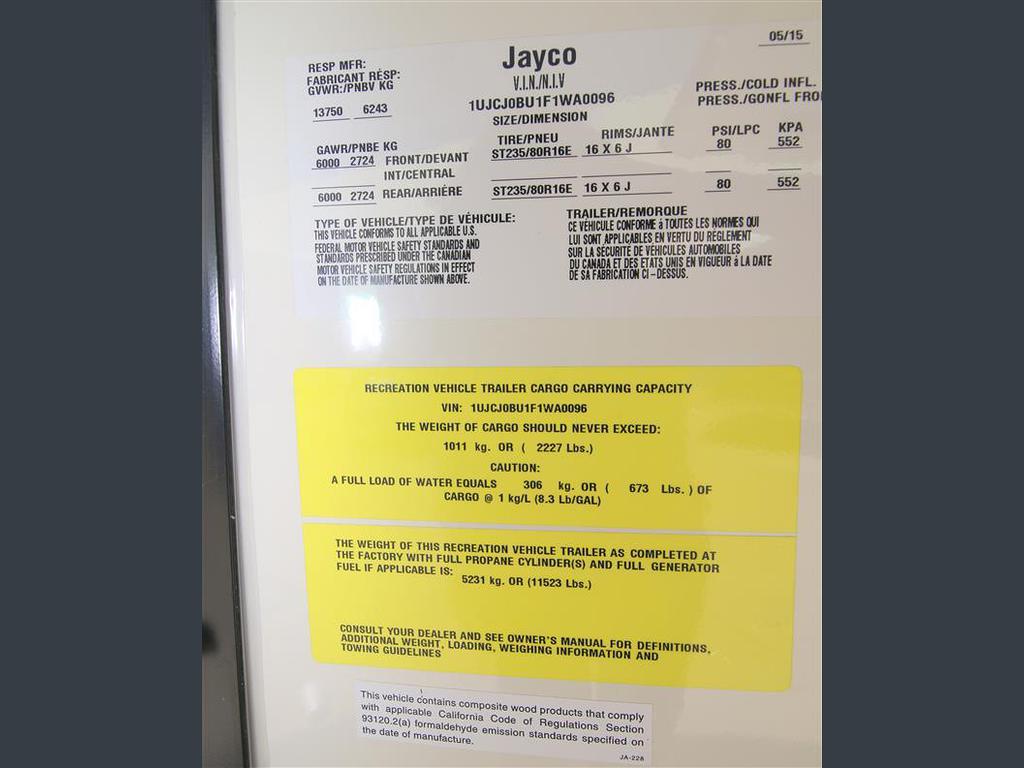 05/15
Jayco
RESP MFR:
FABRICANT RÉSP:
GVWR:/PNBV KG
V.I.N./N.I.V
1UJCJ0BU1F1WA0096
SIZE/DIMENSION
PRESS./COLD INFL.
PRESS./GONFL FRO
13750 6243
GAWR/PNBE KG
TIRE/PNEU RIMS/JANTE PSI/LPC KPA
6000 2724 FRONT/DEVANT ST235/80R16E 16 X 6 J 80 552
INT/CENTRAL
6000 2724 REAR/ARRIÈRE ST235/80R16E 16 X 6 J 80 552
TYPE OF VEHICLE/TYPE DE VÉHICULE:
THIS VEHICLE CONFORMS TO ALL APPLICABLE U.S.
FEDERAL MOTOR VEHICLE SAFETY STANDARDS AND
STANDARDS PRESCRIBED UNDER THE CANADIAN
MOTOR VEHICLE SAFETY REGULATIONS IN EFFECT
ON THE DATE OF MANUFACTURE SHOWN ABOVE.
TRAILER/REMORQUE
CE VÉHICULE CONFORME á TOUTES LES NORMES QUI
LUI SONT APPLICABLES EN VERTU DU RÈGLEMENT
SUR LA SÉCURITÉ DE VÉHICULES AUTOMOBILES
DU CANADA ET DES ETATS UNIS EN VIGUEUR á LA DATE
DE SA FABRICATION CI-DESSUS.
RECREATION VEHICLE TRAILER CARGO CARRYING CAPACITY
VIN: 1UJCJ0BU1F1WA0096
THE WEIGHT OF CARGO SHOULD NEVER EXCEED:
1011 kg. OR ( 2227 Lbs.)
CAUTION:
A FULL LOAD OF WATER EQUALS 306 kg. OR ( 673 Lbs. ) OF
CARGO @ 1 kg/L (8.3 Lb/GAL)
THE WEIGHT OF THIS RECREATION VEHICLE TRAILER AS COMPLETED AT
THE FACTORY WITH FULL PROPANE CYLINDER(S) AND FULL GENERATOR
FUEL IF APPLICABLE IS:
5231 kg. OR (11523 Lbs.)
CONSULT YOUR DEALER AND SEE OWNER'S MANUAL FOR DEFINITIONS,
ADDITIONAL WEIGHT, LOADING, WEIGHING INFORMATION AND
TOWING GUIDELINES
This vehicle contains composite wood products that comply
with applicable California Code of Regulations Section
93120.2(a) formaldehyde emission standards specified on
the date of manufacture.
JA-228